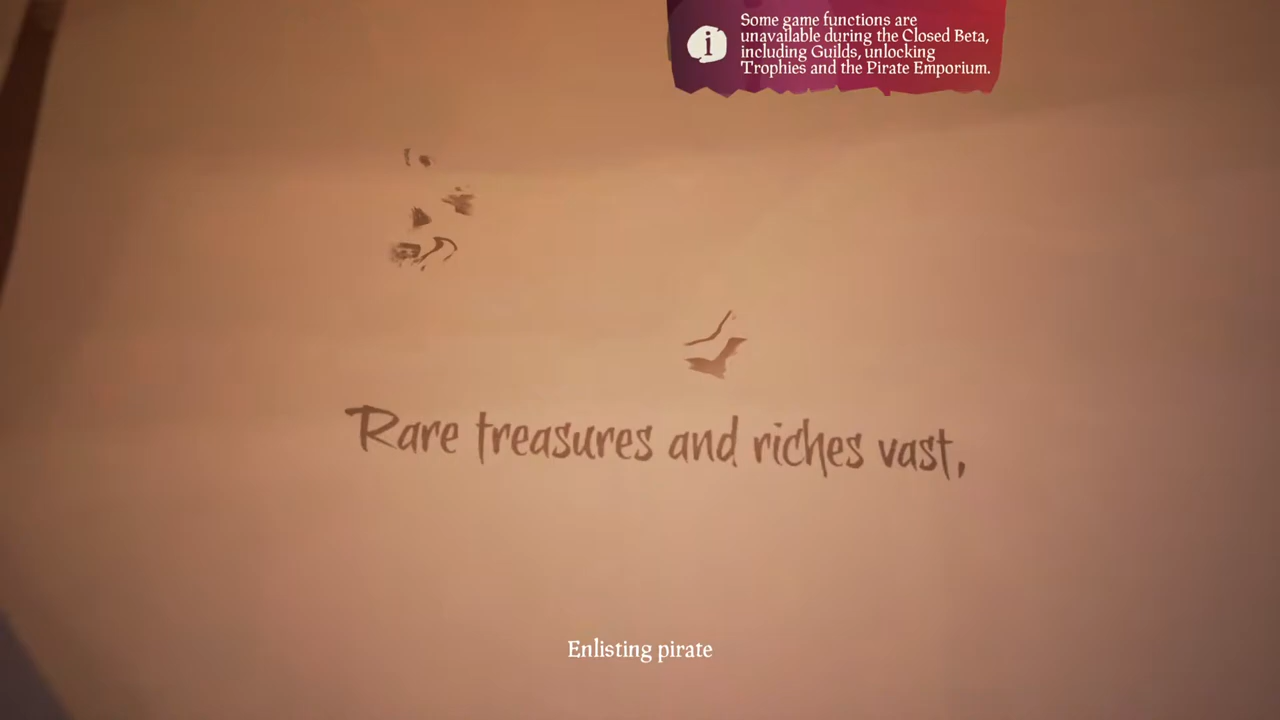 Some game functions are
unavailable during the Closed Beta,
including Guilds, unlocking
Trophies and the Pirate Emporium.
Rare treasures and riches vast,
Enlisting pirate